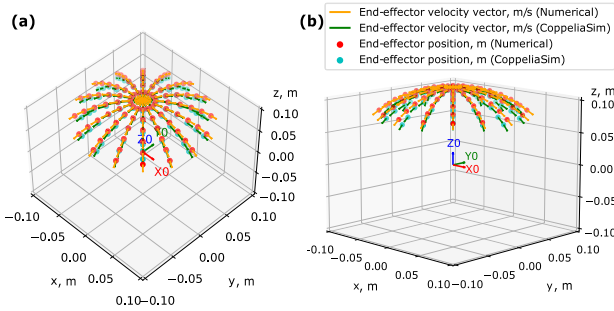 (a)
(b)
End-effector velocity vector, m/s (Numerical)
End-effector velocity vector, m/s (CoppeliaSim)
End-effector position, m (Numerical)
End-effector position, m (CoppeliaSim)
z, m
0.10
0.05
0.00
−0.05
−0.10
Z0
Y0
X0
−0.10
−0.05
0.00
0.05
0.10
x, m
−0.10
−0.05
0.00
0.05
0.10
y, m
z, m
0.10
0.05
0.00
−0.05
−0.10
Z0
Y0
X0
−0.10
−0.05
0.00
0.05
0.10
x, m
−0.10
−0.05
0.00
0.05
0.10
y, m